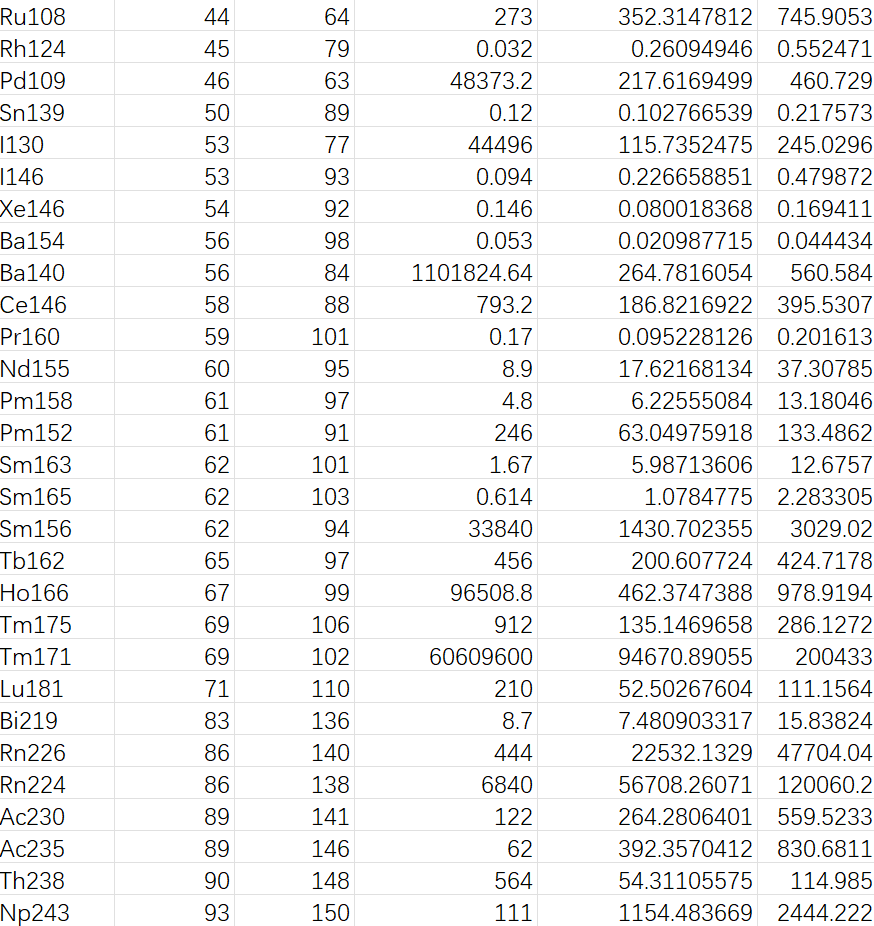 Ru108 44 64 273 352.3147812 745.9053
Rh124 45 79 0.032 0.26094946 0.552471
Pd109 46 63 48373.2 217.6169499 460.729
Sn139 50 89 0.12 0.102766539 0.217573
I130 53 77 44496 115.7352475 245.0296
I146 53 93 0.094 0.226658851 0.479872
Xe146 54 92 0.146 0.080018368 0.169411
Ba154 56 98 0.053 0.020987715 0.044434
Ba140 56 84 1101824.64 264.7816054 560.584
Ce146 58 88 793.2 186.8216922 395.5307
Pr160 59 101 0.17 0.095228126 0.201613
Nd155 60 95 8.9 17.62168134 37.30785
Pm158 61 97 4.8 6.22555084 13.18046
Pm152 61 91 246 63.04975918 133.4862
Sm163 62 101 1.67 5.98713606 12.6757
Sm165 62 103 0.614 1.0784775 2.283305
Sm156 62 94 33840 1430.702355 3029.02
Tb162 65 97 456 200.607724 424.7178
Ho166 67 99 96508.8 462.3747388 978.9194
Tm175 69 106 912 135.1469658 286.1272
Tm171 69 102 60609600 94670.89055 200433
Lu181 71 110 210 52.50267604 111.1564
Bi219 83 136 8.7 7.480903317 15.83824
Rn226 86 140 444 22532.1329 47704.04
Rn224 86 138 6840 56708.26071 120060.2
Ac230 89 141 122 264.2806401 559.5233
Ac235 89 146 62 392.3570412 830.6811
Th238 90 148 564 54.31105575 114.985
Np243 93 150 111 1154.483669 2444.222